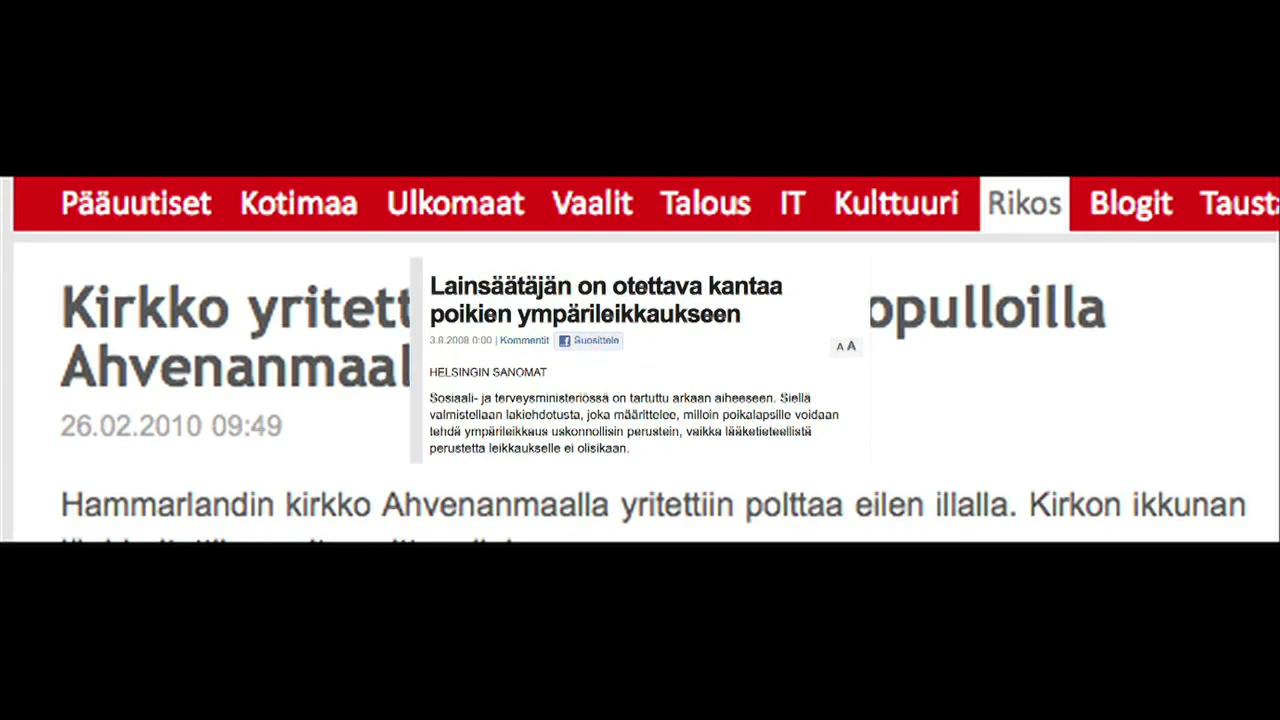 Pääuutiset Kotimaa Ulkomaat Vaalit Talous IT Kulttuuri Rikos Blogit
Kirkko
Lainsäätäjän on otettava kantaa
poikien ympärileikkaukseen
3.8.2008 0:00 | Kommentit Suosittele
A A
HELSINGIN SANOMAT
Sosiaali- ja terveysministeriössä on tartuttu arkaan aiheeseen. Siellä
valmistellaan lakiehdotusta, joka määrittelee, milloin poikalapsille voidaan
tehdä ympärileikkaus uskonnollisin perustein, vaikka lääketieteellistä
perustetta leikkaukselle ei olisikaan.
26.02.2010 09:49
Hammarlandin kirkko Ahvenanmaalla yritettiin polttaa eilen illalla. Kirkon ikkunan